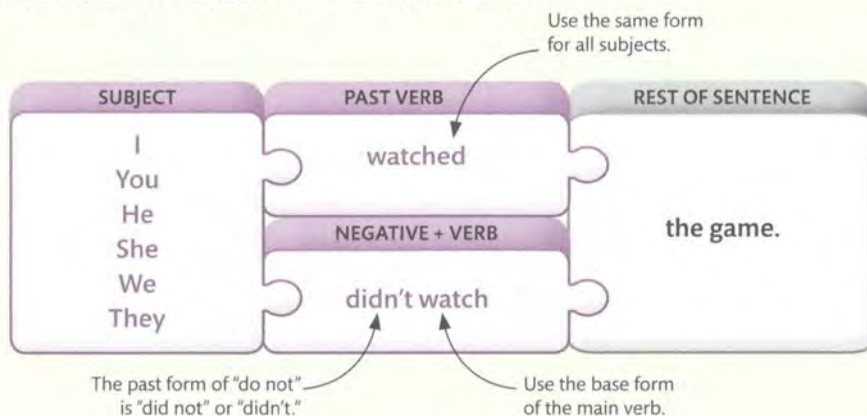 Use the same form
for all subjects.
SUBJECT
PAST VERB
REST OF SENTENCE
I
You
He
She
We
They
watched
NEGATIVE + VERB
didn't watch
the game.
The past form of "do not"
is "did not" or "didn't."
Use the base form
of the main verb.